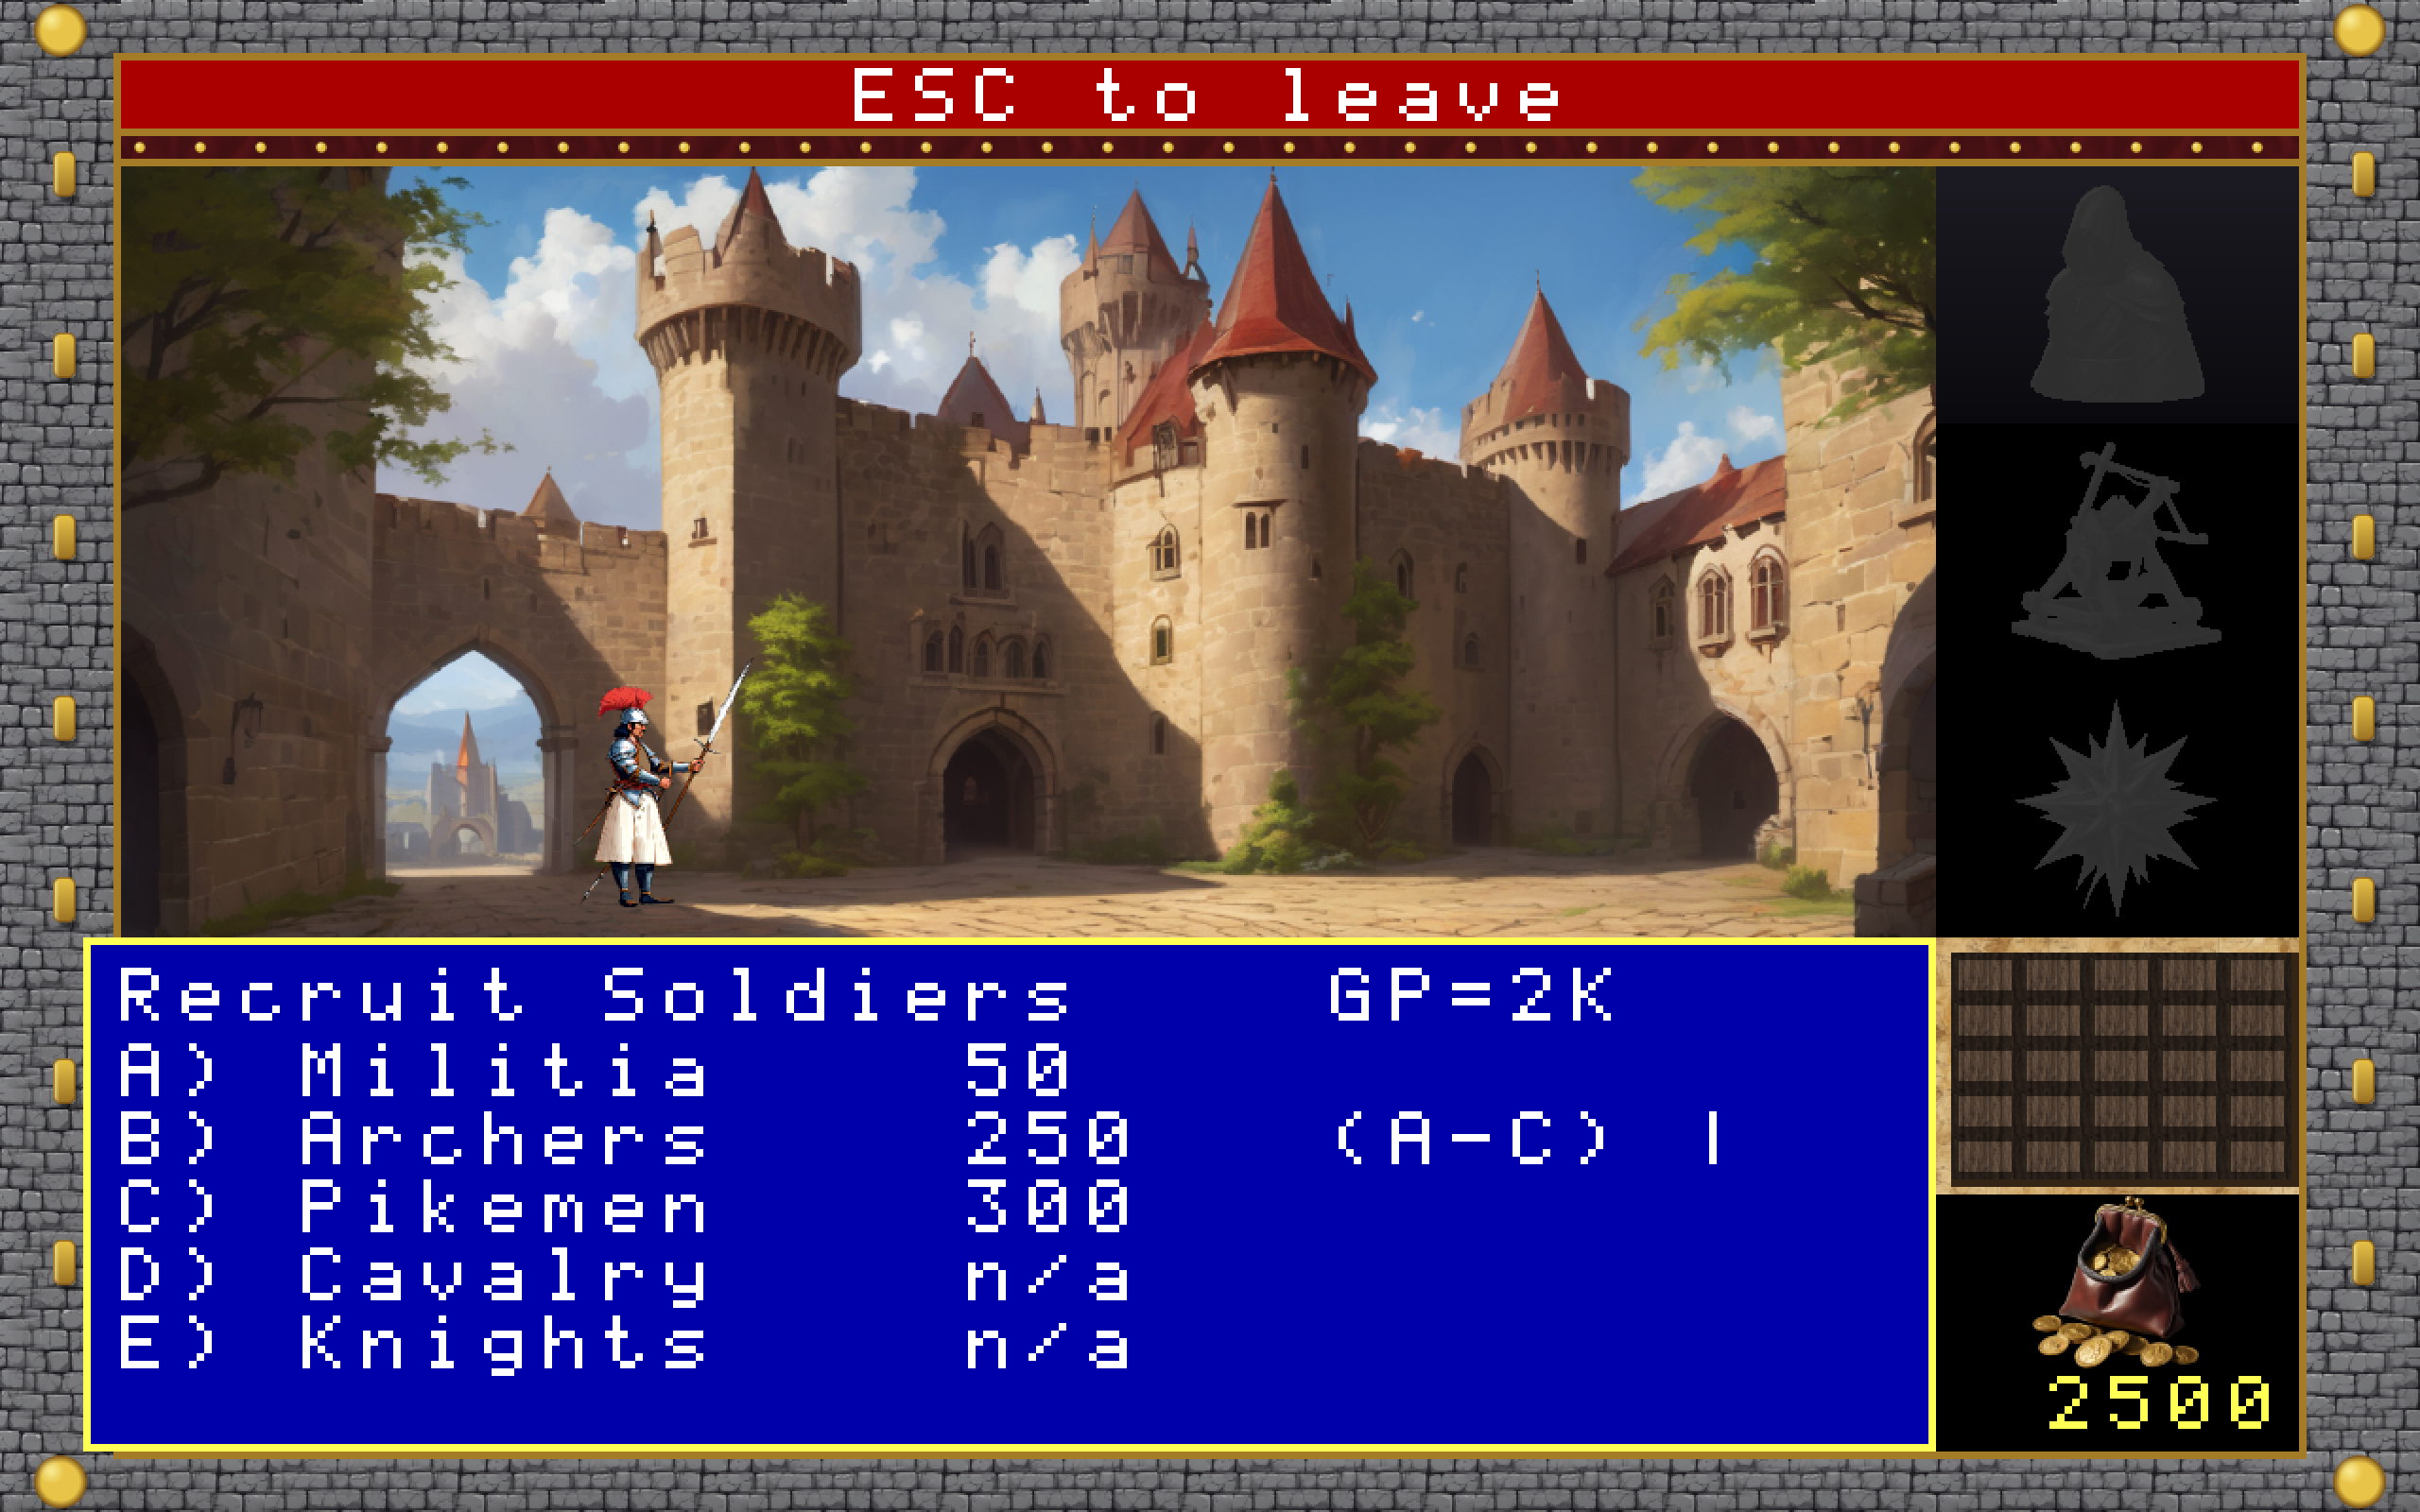 ESC to leave
Recruit Soldiers GP=2K
A) Militia 50
B) Archers 250 (A-C) |
C) Pikemen 300
D) Cavalry n/a
E) Knights n/a
2500